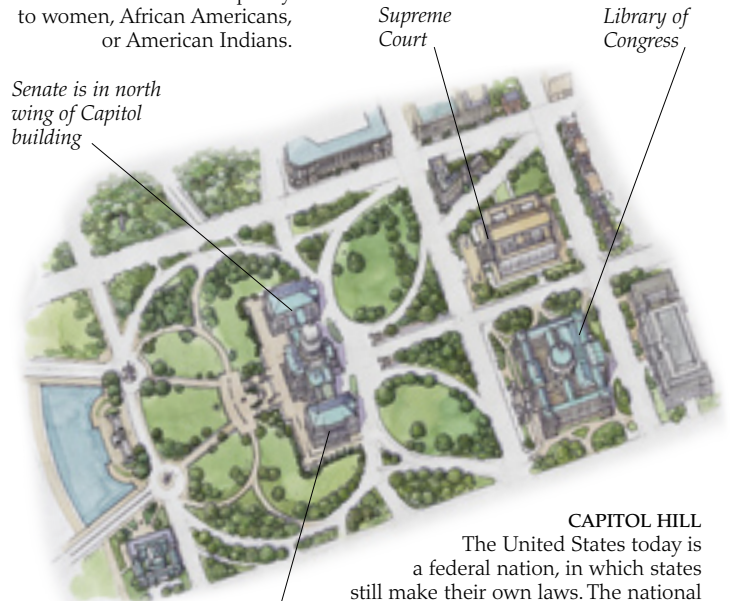 to women, African Americans,
or American Indians.
Supreme
Court
Library of
Congress
Senate is in north
wing of Capitol
building
CAPITOL HILL
The United States today is
a federal nation, in which states
still make their own laws. The national